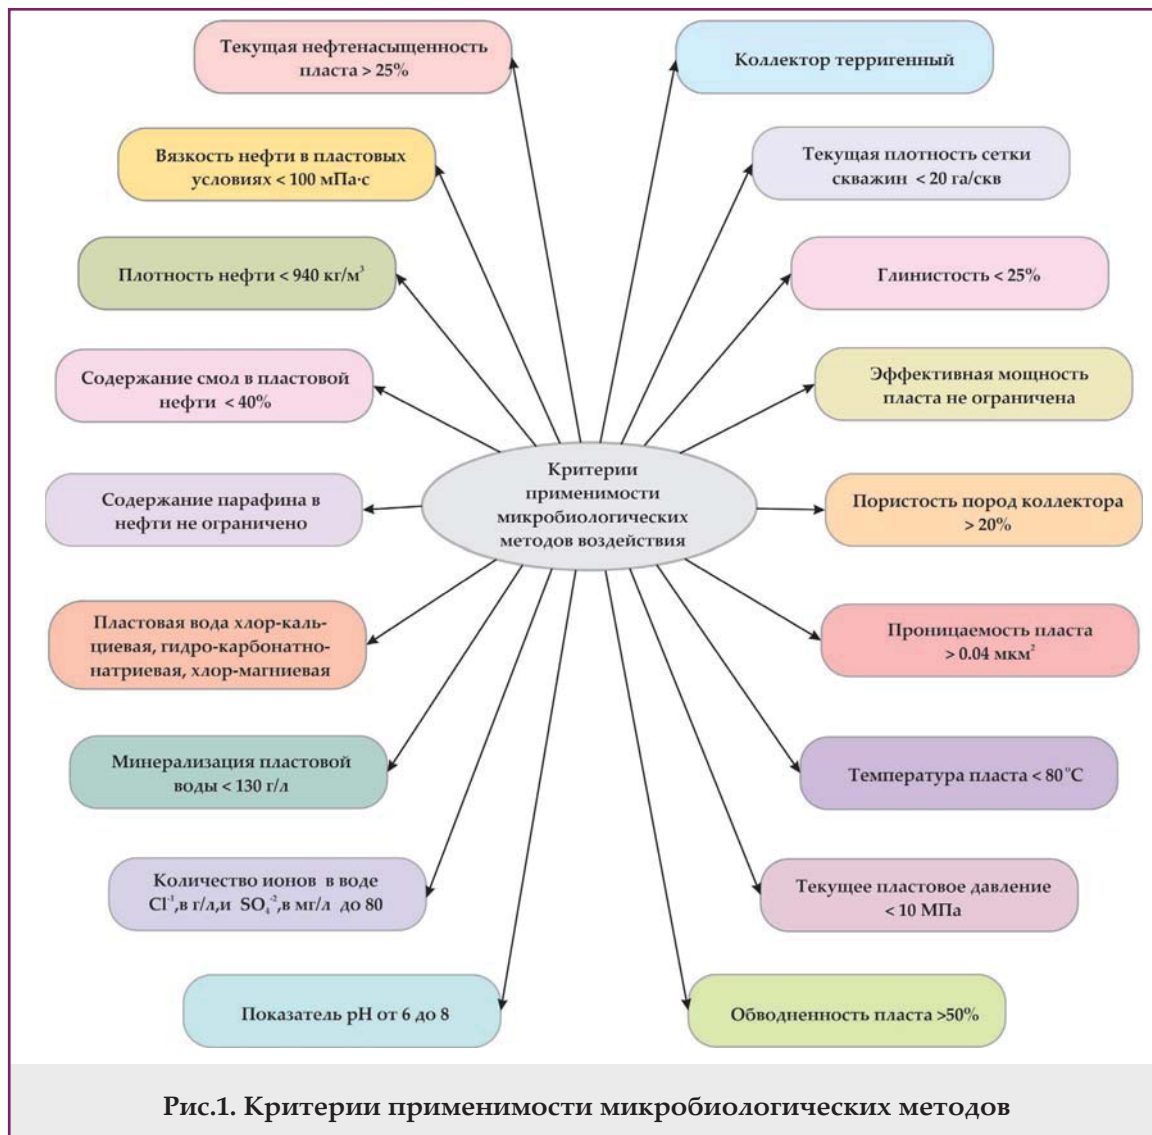 Текущая нефтенасыщенность
пласта > 25%
Коллектор терригенный
Вязкость нефти в пластовых
условиях < 100 мПа·с
Текущая плотность сетки
скважин < 20 га/скв
Плотность нефти < 940 кг/м³
Глинистость < 25%
Содержание смол в пластовой
нефти < 40%
Эффективная мощность
пласта не ограничена
Критерии
применимости
микробиологических
методов воздействия
Содержание парафина в
нефти не ограничено
Пористость пород коллектора
> 20%
Пластовая вода хлор-каль-
циевая, гидро-карбонатно-
натриевая, хлор-магниевая
Проницаемость пласта
> 0.04 мкм²
Минерализация пластовой
воды < 130 г/л
Температура пласта < 80 °С
Количество ионов в воде
Cl⁻¹,в г/л,и SO₄⁻²,в мг/л до 80
Текущее пластовое давление
< 10 МПа
Показатель pH от 6 до 8
Обводненность пласта >50%
Рис.1. Критерии применимости микробиологических методов